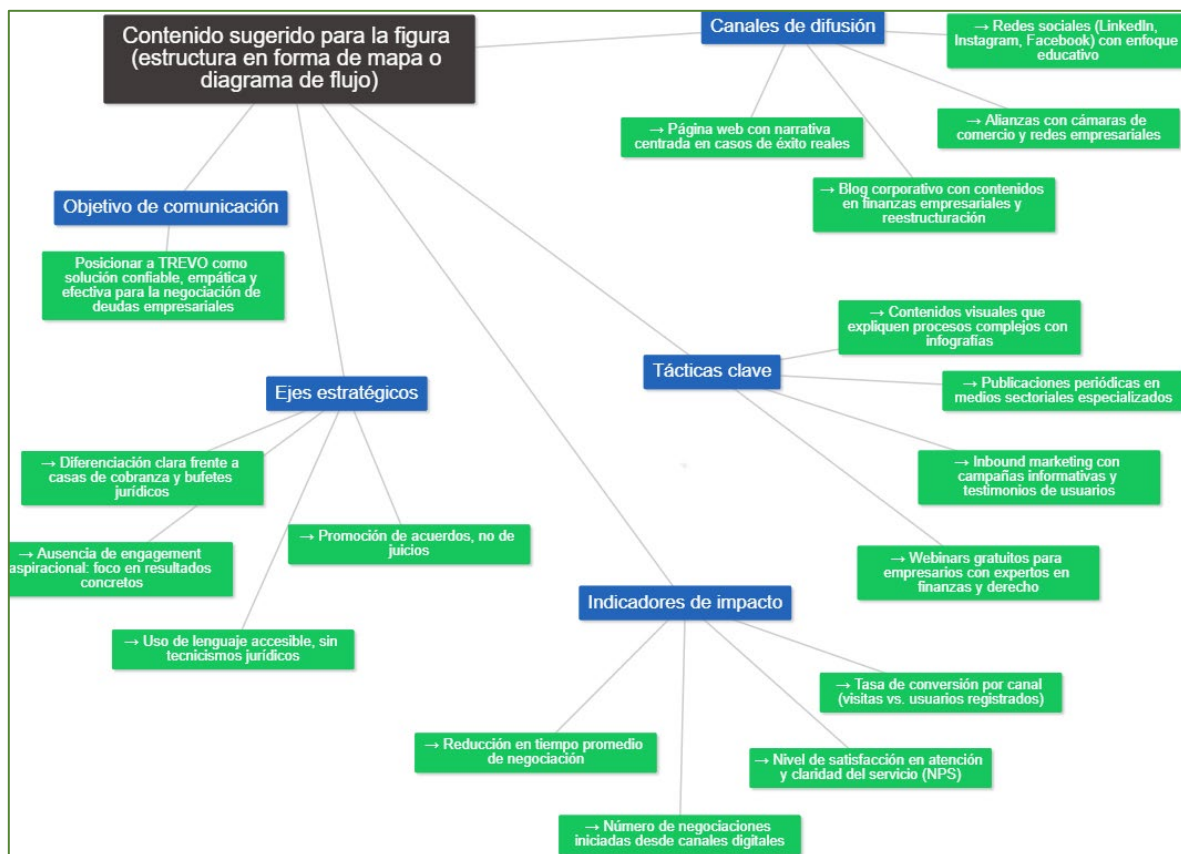 Contenido sugerido para la figura
(estructura en forma de mapa o
diagrama de flujo)
Canales de difusión
→ Redes sociales (LinkedIn,
Instagram, Facebook) con enfoque
educativo
→ Página web con narrativa
centrada en casos de éxito reales
→ Alianzas con cámaras de
comercio y redes empresariales
→ Blog corporativo con contenidos
en finanzas empresariales y
reestructuración
Objetivo de comunicación
Posicionar a TREVO como
solución confiable, empática y
efectiva para la negociación de
deudas empresariales
Ejes estratégicos
→ Diferenciación clara frente a
casas de cobranza y bufetes
jurídicos
→ Ausencia de engagement
aspiracional: foco en resultados
concretos
→ Promoción de acuerdos, no de
juicios
→ Uso de lenguaje accesible, sin
tecnicismos jurídicos
Tácticas clave
→ Contenidos visuales que
expliquen procesos complejos con
infografías
→ Publicaciones periódicas en
medios sectoriales especializados
→ Inbound marketing con
campañas informativas y
testimonios de usuarios
→ Webinars gratuitos para
empresarios con expertos en
finanzas y derecho
Indicadores de impacto
→ Tasa de conversión por canal
(visitas vs. usuarios registrados)
→ Reducción en tiempo promedio
de negociación
→ Nivel de satisfacción en atención
y claridad del servicio (NPS)
→ Número de negociaciones
iniciadas desde canales digitales